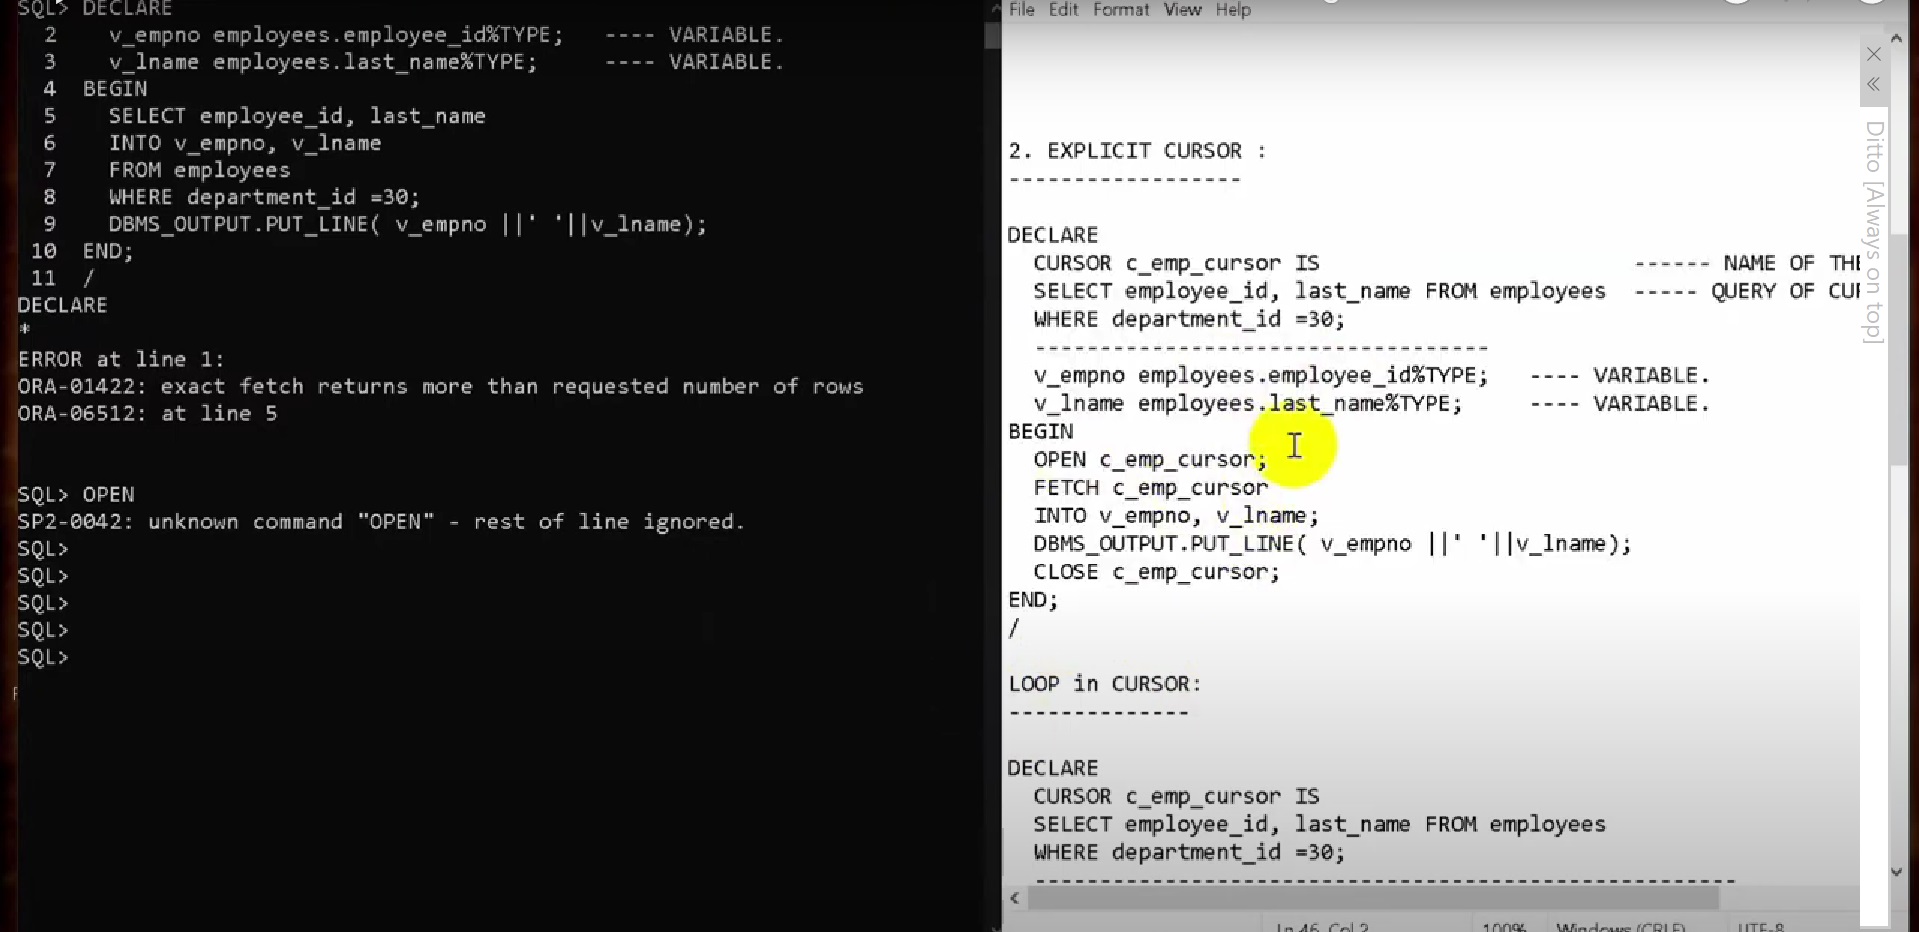 SQL> DECLARE
2 v_empno employees.employee_id%TYPE; ---- VARIABLE.
3 v_lname employees.last_name%TYPE; ---- VARIABLE.
4 BEGIN
5 SELECT employee_id, last_name
6 INTO v_empno, v_lname
7 FROM employees
8 WHERE department_id =30;
9 DBMS_OUTPUT.PUT_LINE( v_empno ||' '||v_lname);
10 END;
11 /
DECLARE
*
ERROR at line 1:
ORA-01422: exact fetch returns more than requested number of rows
ORA-06512: at line 5
SQL> OPEN
SP2-0042: unknown command "OPEN" - rest of line ignored.
SQL>
SQL>
SQL>
SQL>
SQL>
File Edit Format View Help
2. EXPLICIT CURSOR :
------------------
DECLARE
CURSOR c_emp_cursor IS ------ NAME OF THE
SELECT employee_id, last_name FROM employees ----- QUERY OF
WHERE department_id =30;
-----------------------------------
v_empno employees.employee_id%TYPE; ---- VARIABLE.
v_lname employees.last_name%TYPE; ---- VARIABLE.
BEGIN
OPEN c_emp_cursor;
FETCH c_emp_cursor
INTO v_empno, v_lname;
DBMS_OUTPUT.PUT_LINE( v_empno ||' '||v_lname);
CLOSE c_emp_cursor;
END;
/
LOOP in CURSOR:
--------------
DECLARE
CURSOR c_emp_cursor IS
SELECT employee_id, last_name FROM employees
WHERE department_id =30;
------------------------------------------------------
Ln 46, Col 2 100% Windows (CRLF) UTF-8
Ditto [Always on top]